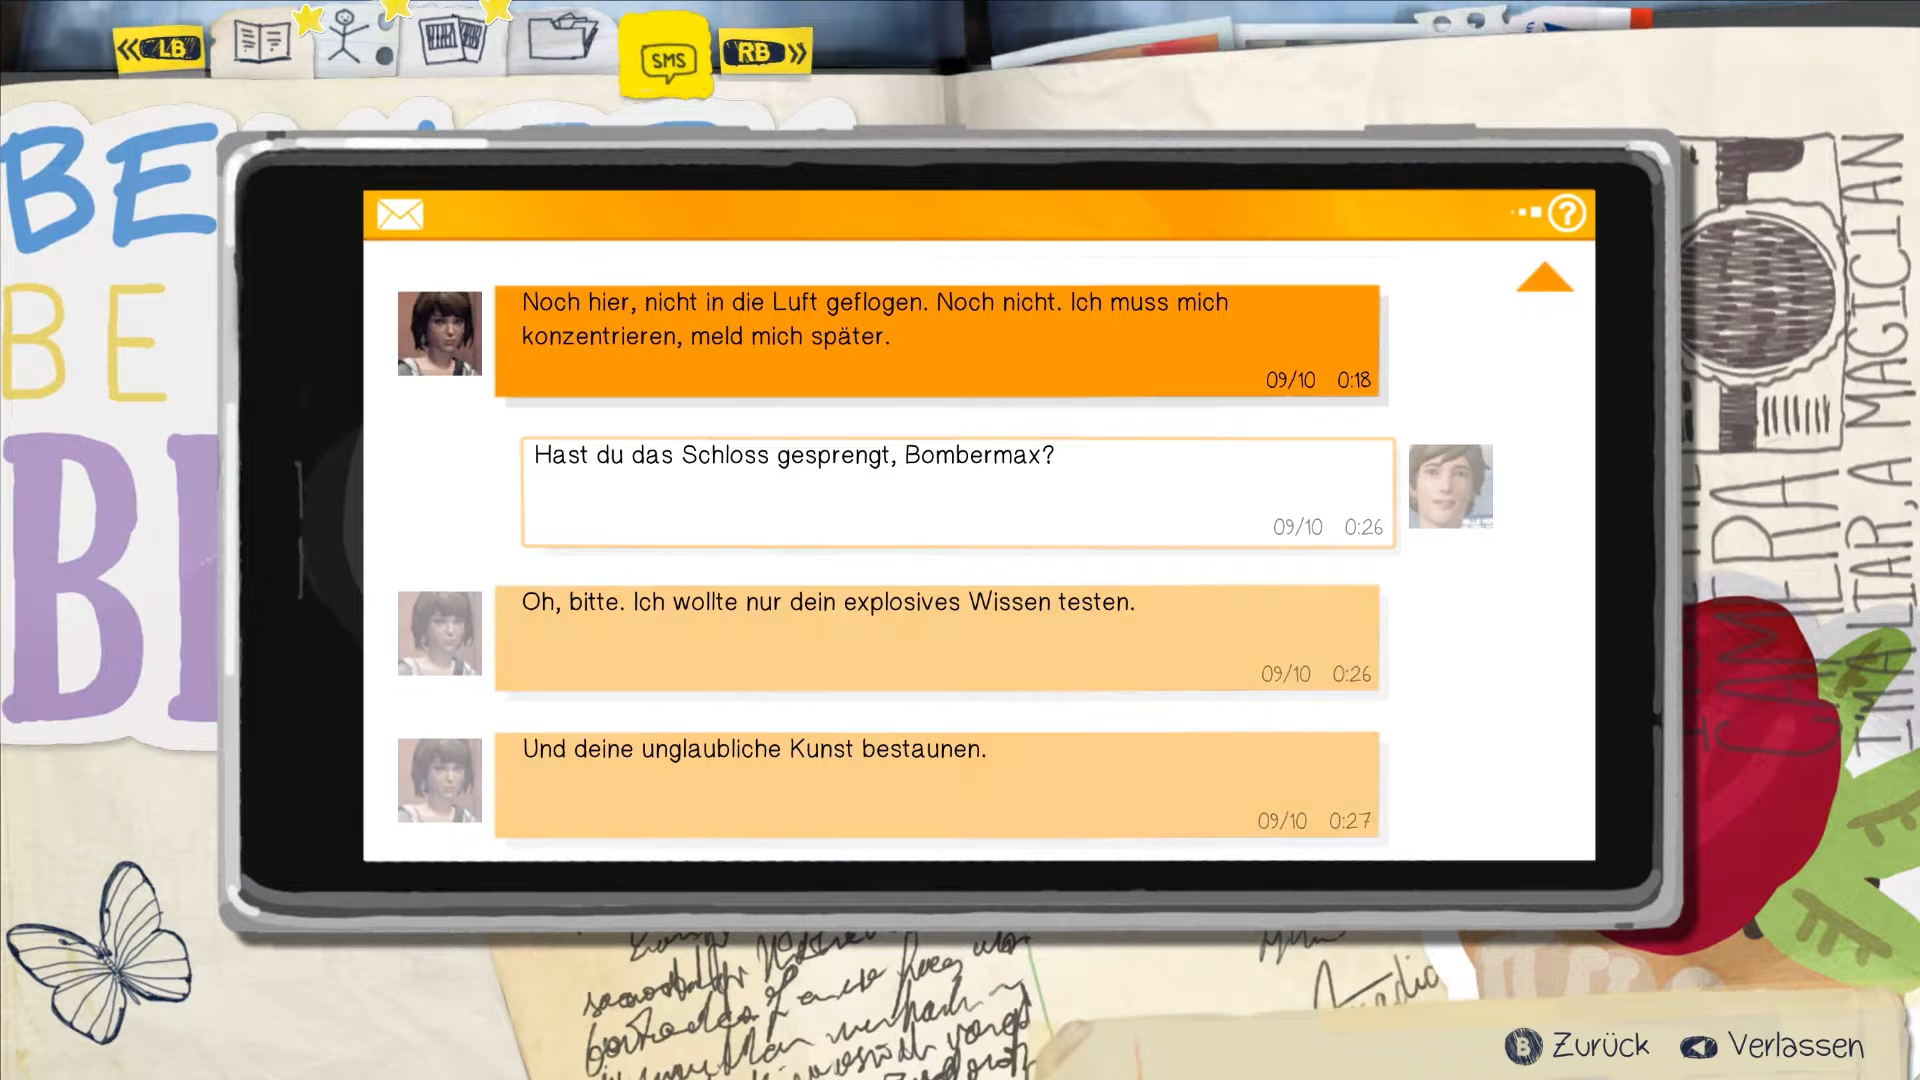 LB
SMS
RB
BE
BE
Noch hier, nicht in die Luft geflogen. Noch nicht. Ich muss mich
konzentrieren, meld mich später.
09/10 0:18
Hast du das Schloss gesprengt, Bombermax?
09/10 0:26
Oh, bitte. Ich wollte nur dein explosives Wissen testen.
09/10 0:26
Und deine unglaubliche Kunst bestaunen.
09/10 0:27
CAMERA
I'M A LIAR, A MAGICIAN
B Zurück
Verlassen